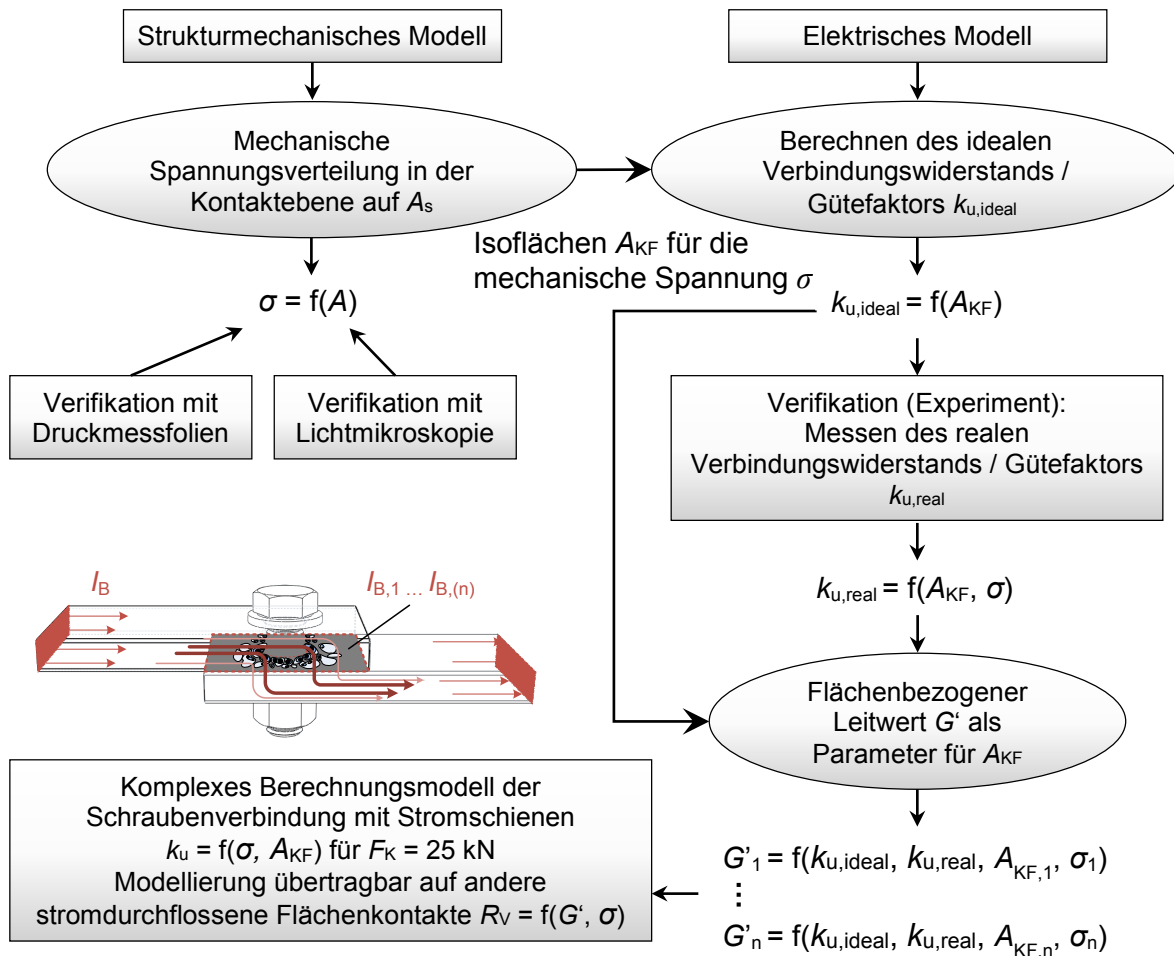 Strukturmechanisches Modell
Elektrisches Modell
Mechanische
Spannungsverteilung in der
Kontaktebene auf As
Berechnen des idealen
Verbindungswiderstands /
Gütefaktors ku,ideal
Isoflächen AKF für die
mechanische Spannung σ
σ = f(A)
ku,ideal = f(AKF)
Verifikation mit
Druckmessfolien
Verifikation mit
Lichtmikroskopie
Verifikation (Experiment):
Messen des realen
Verbindungswiderstands / Gütefaktors
ku,real
ku,real = f(AKF, σ)
IB
IB,1 ... IB,(n)
Flächenbezogener
Leitwert G‘ als
Parameter für AKF
Komplexes Berechnungsmodell der
Schraubenverbindung mit Stromschienen
ku = f(σ, AKF) für FK = 25 kN
Modellierung übertragbar auf andere
stromdurchflossene Flächenkontakte RV = f(G‘, σ)
G’1 = f(ku,ideal, ku,real, AKF,1, σ1)
⋮
G’n = f(ku,ideal, ku,real, AKF,n, σn)